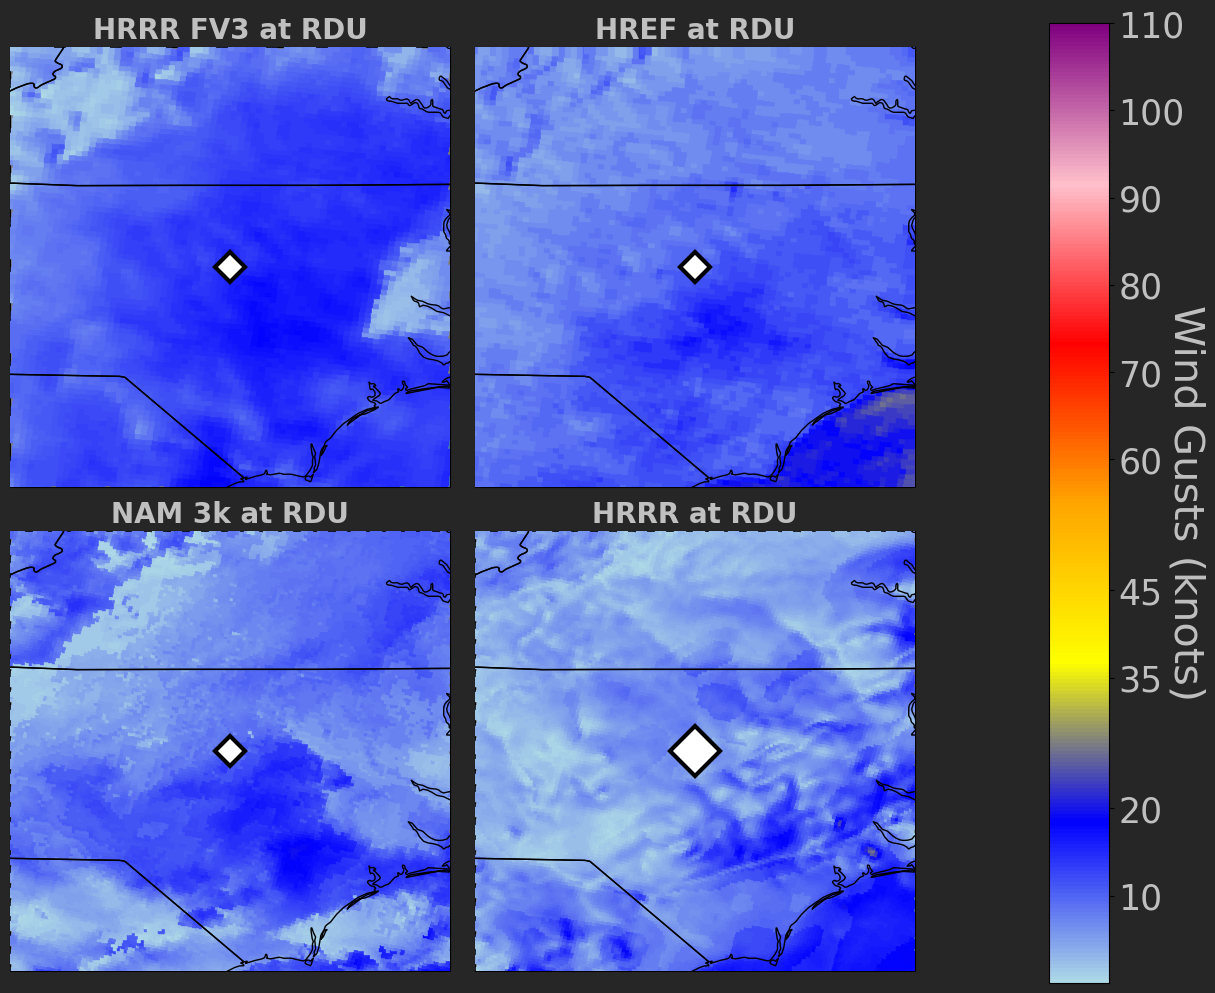 HRRR FV3 at RDU
HREF at RDU
NAM 3k at RDU
HRRR at RDU
110
100
90
80
70
60
45
35
20
10
Wind Gusts (knots)